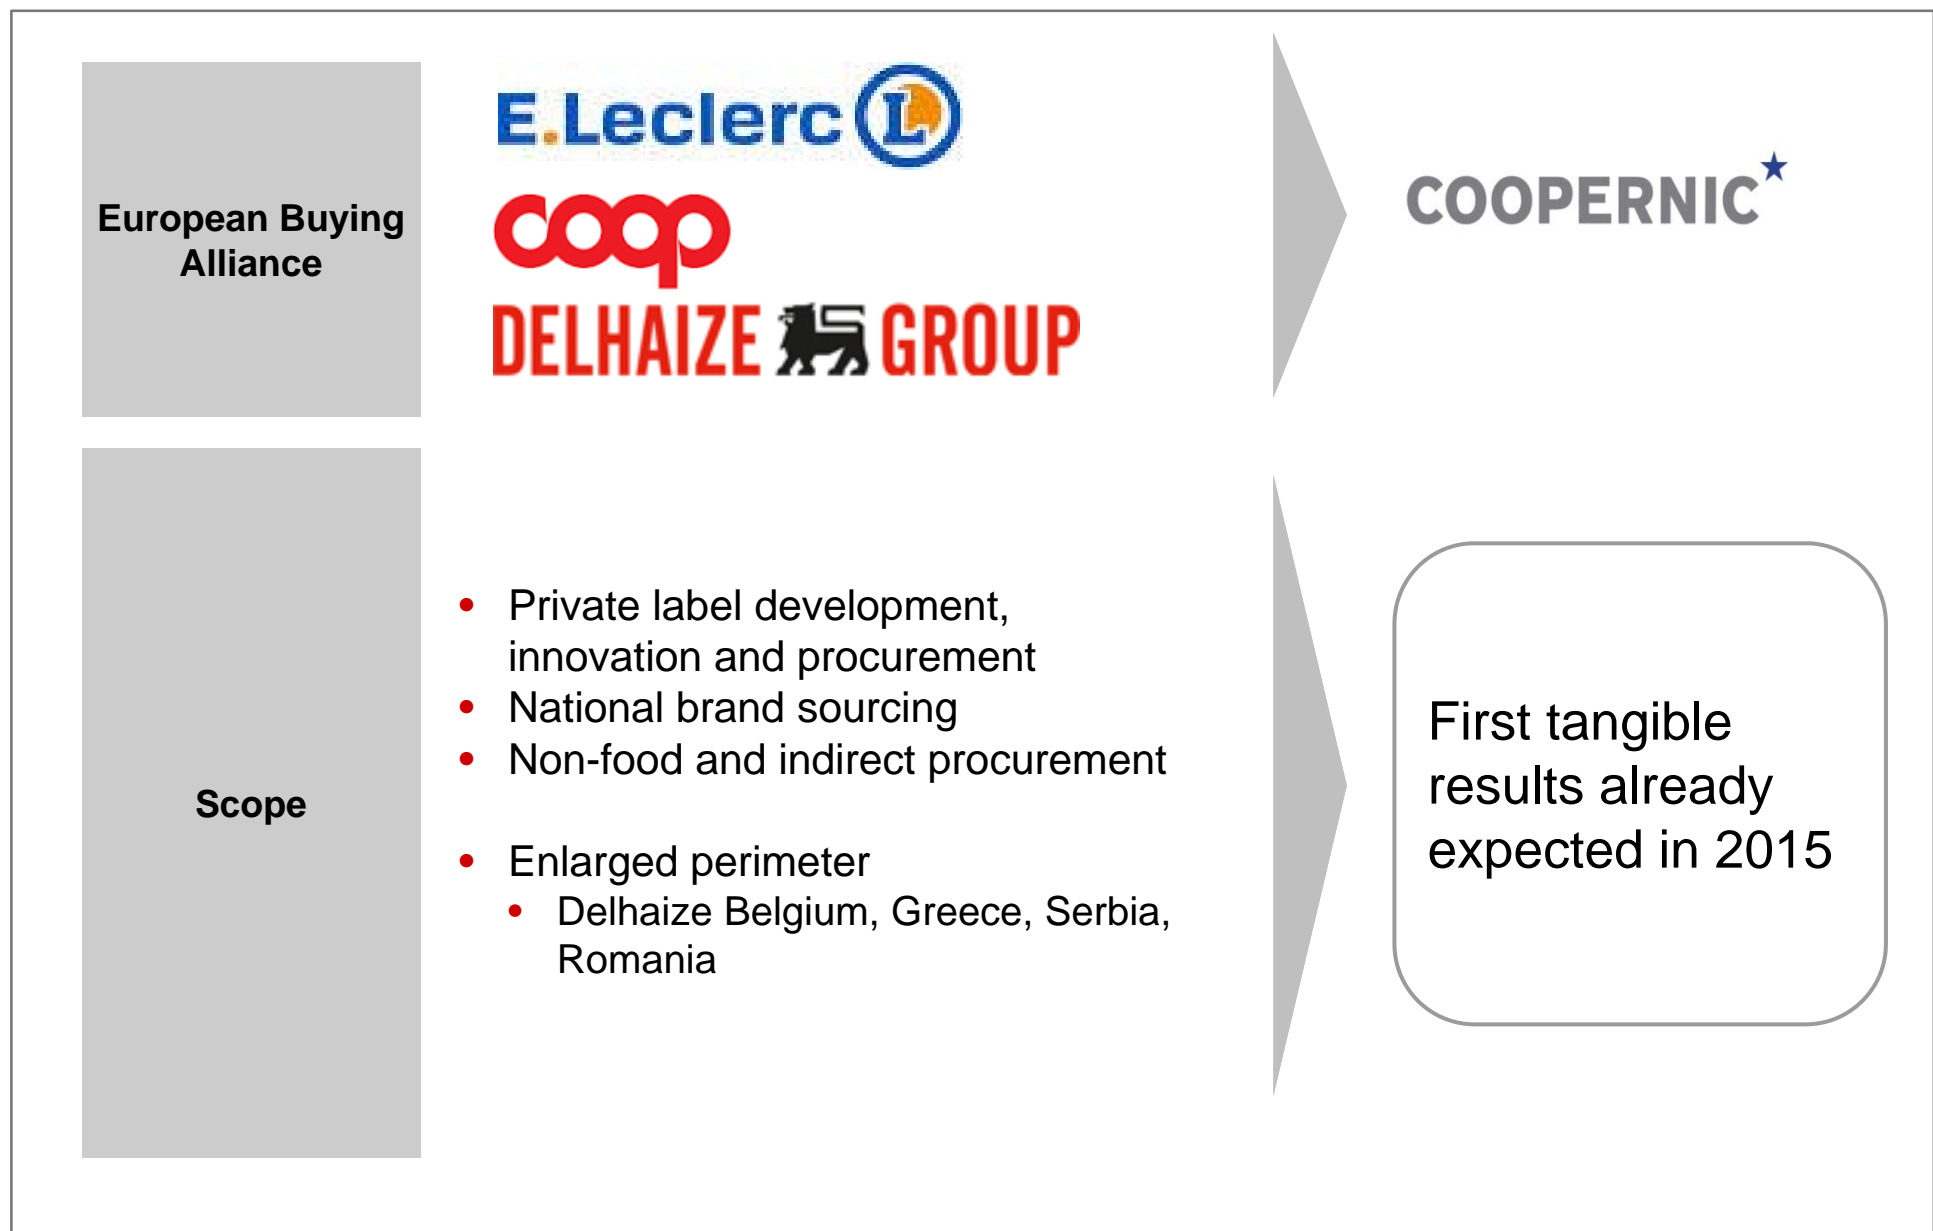 European Buying
Alliance
E.Leclerc L
coop
DELHAIZE GROUP
COOPERNIC
Scope
• Private label development,
innovation and procurement
• National brand sourcing
• Non-food and indirect procurement
• Enlarged perimeter
• Delhaize Belgium, Greece, Serbia,
Romania
First tangible
results already
expected in 2015